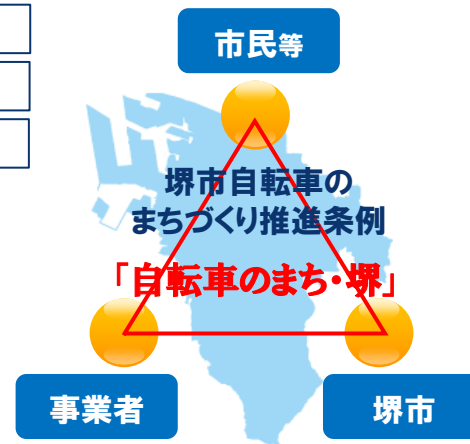 市民等
堺市自転車の
まちづくり推進条例
「自転車のまち・堺」
事業者
堺市